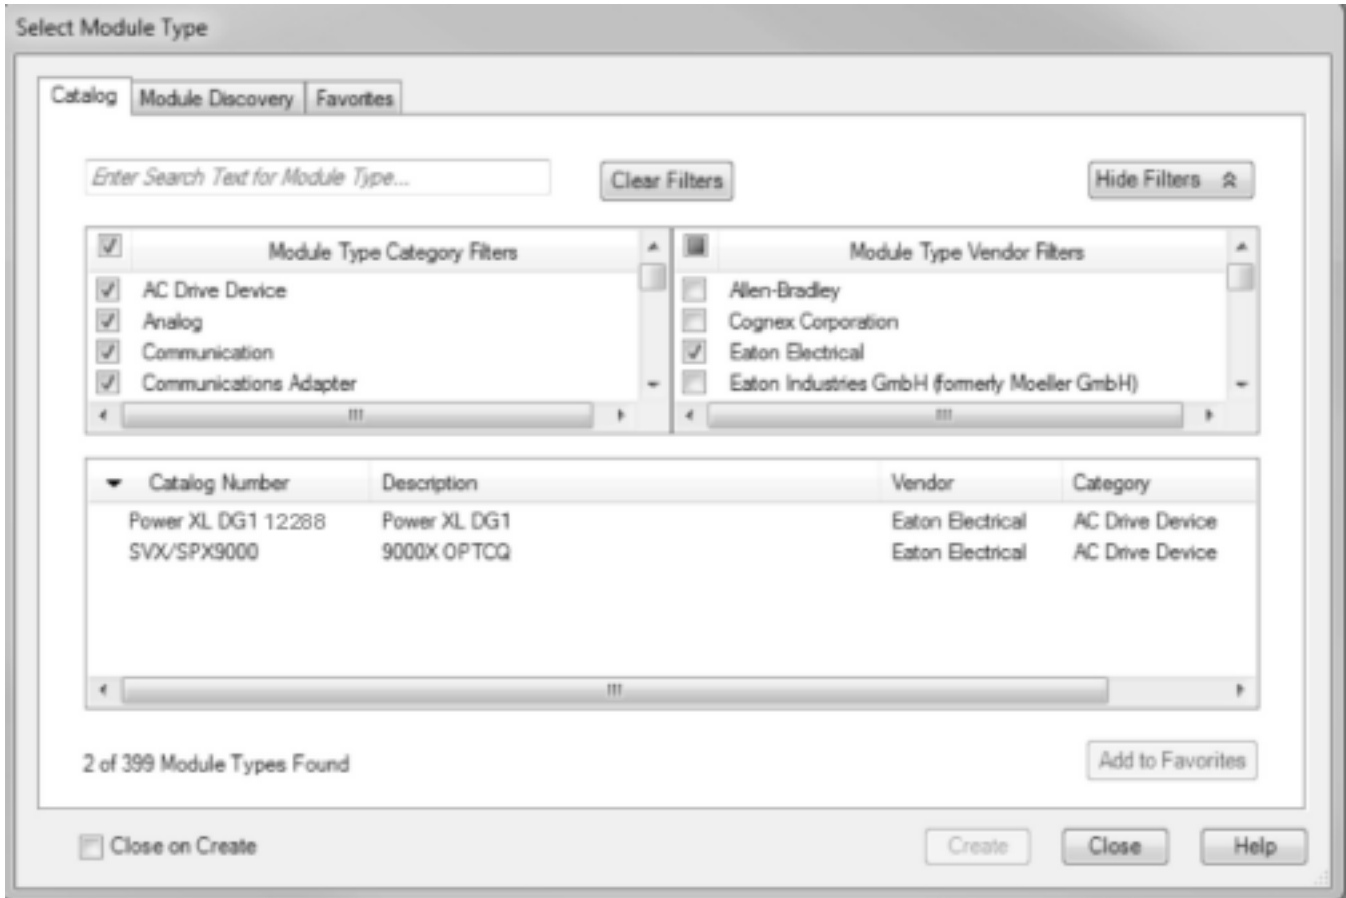 Select Module Type
Catalog Module Discovery Favorites
Enter Search Text for Module Type...
Clear Filters
Hide Filters
Module Type Category Filters
AC Drive Device
Analog
Communication
Communications Adapter
Module Type Vendor Filters
Allen-Bradley
Cognex Corporation
Eaton Electrical
Eaton Industries GmbH (formerly Moeller GmbH)
Catalog Number Description Vendor Category
Power XL DG1 12288 Power XL DG1 Eaton Electrical AC Drive Device
SVX/SPX9000 9000X OPTCQ Eaton Electrical AC Drive Device
2 of 399 Module Types Found
Add to Favorites
Close on Create
Create Close Help